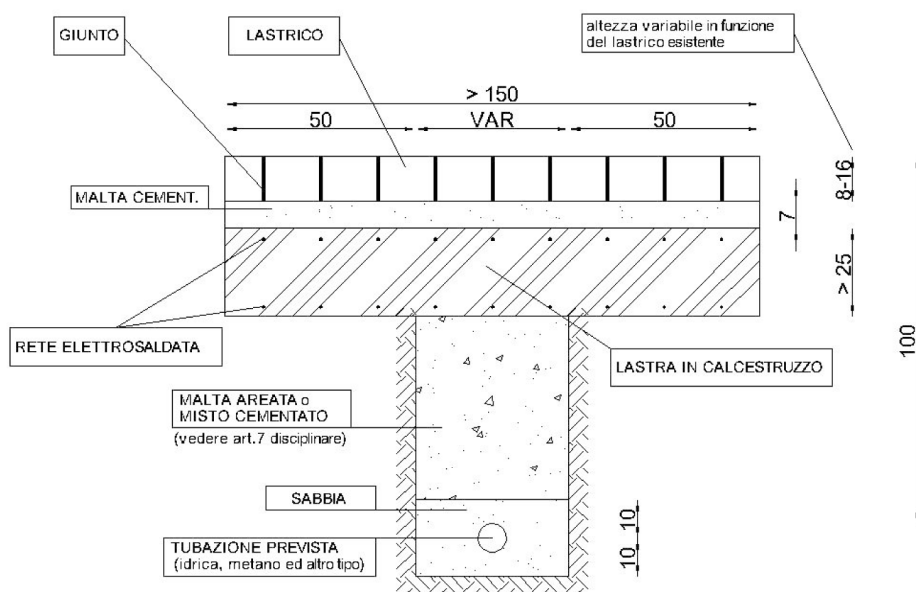 GIUNTO
LASTRICO
altezza variabile in funzione
del lastrico esistente
> 150
50
VAR
50
8-16
MALTA CEMENT.
7
> 25
RETE ELETTROSALDATA
LASTRA IN CALCESTRUZZO
100
MALTA AREATA o
MISTO CEMENTATO
(vedere art.7 disciplinare)
SABBIA
10
TUBAZIONE PREVISTA
(idrica, metano ed altro tipo)
10